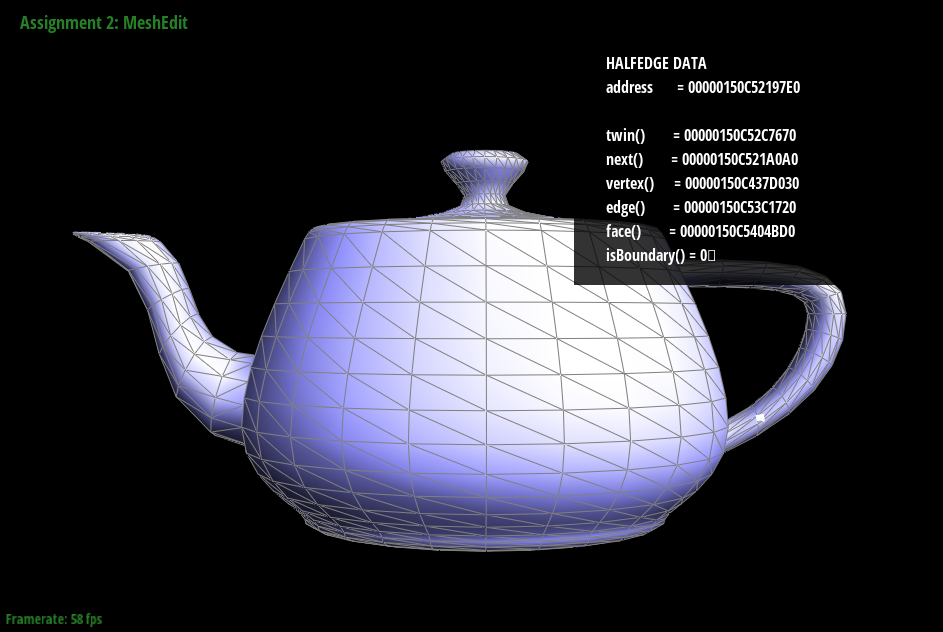 Assignment 2: MeshEdit
HALFEDGE DATA
address = 00000150C52197E0
twin() = 00000150C52C7670
next() = 00000150C521A0A0
vertex() = 00000150C437D030
edge() = 00000150C53C1720
face() = 00000150C5404BD0
isBoundary() = 0▯
Framerate: 58 fps